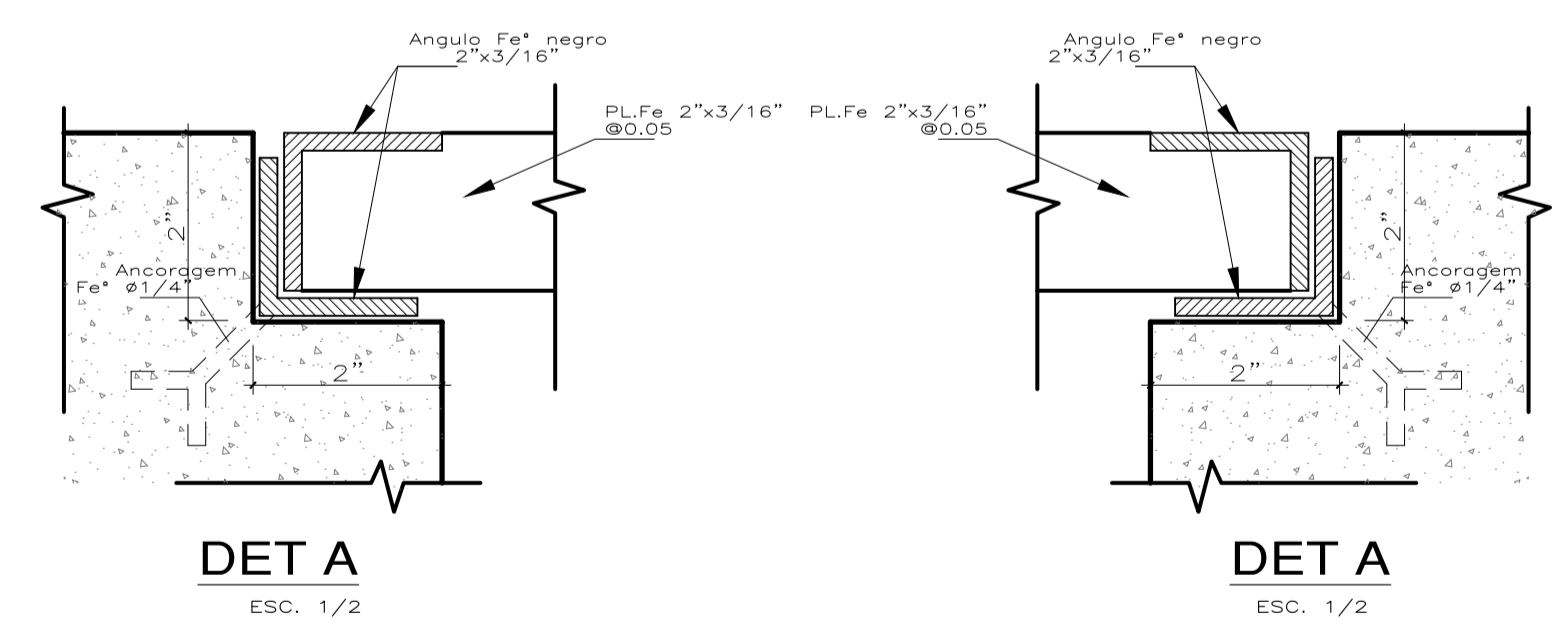 Angulo Fe° negro
2"x3/16"
PL.Fe 2"x3/16"
@0.05
2"
Ancoragem
Fe° ø1/4"
2"
DET A
ESC. 1/2
Angulo Fe° negro
2"x3/16"
PL.Fe 2"x3/16"
@0.05
2"
Ancoragem
Fe° ø1/4"
2"
DET A
ESC. 1/2